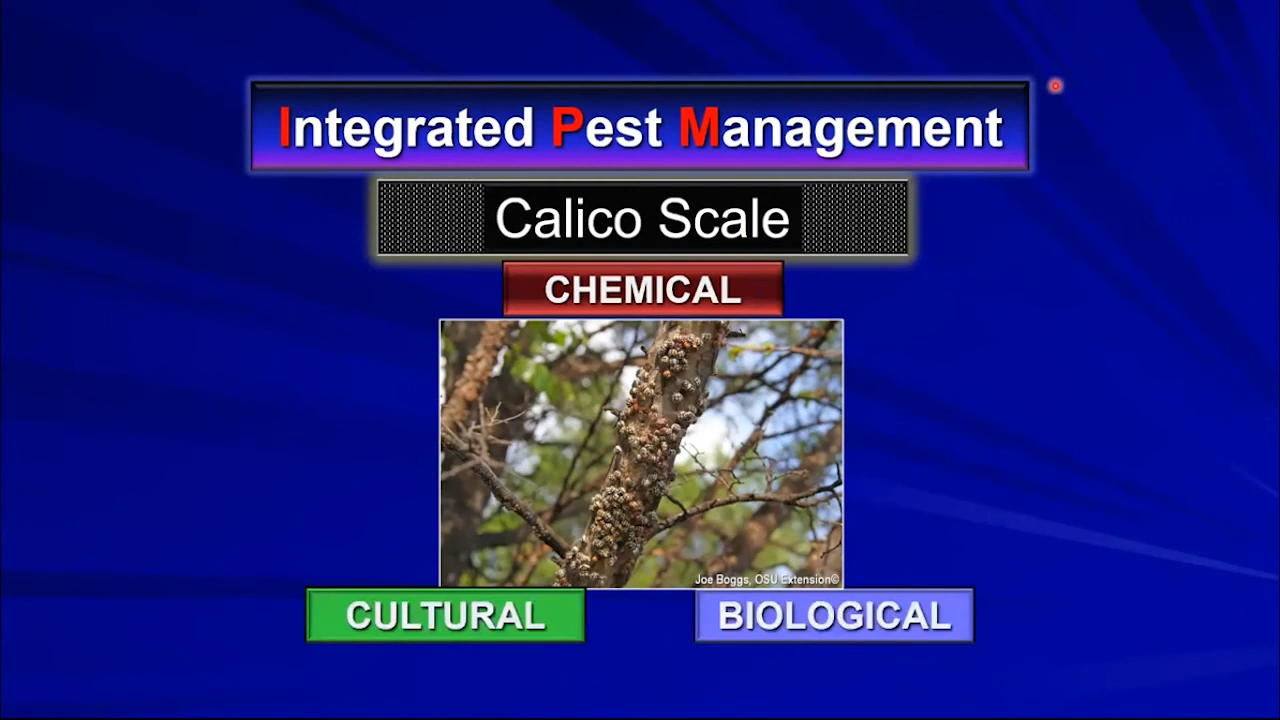 Integrated Pest Management
Calico Scale
CHEMICAL
Joe Boggs, OSU Extension©
CULTURAL
BIOLOGICAL